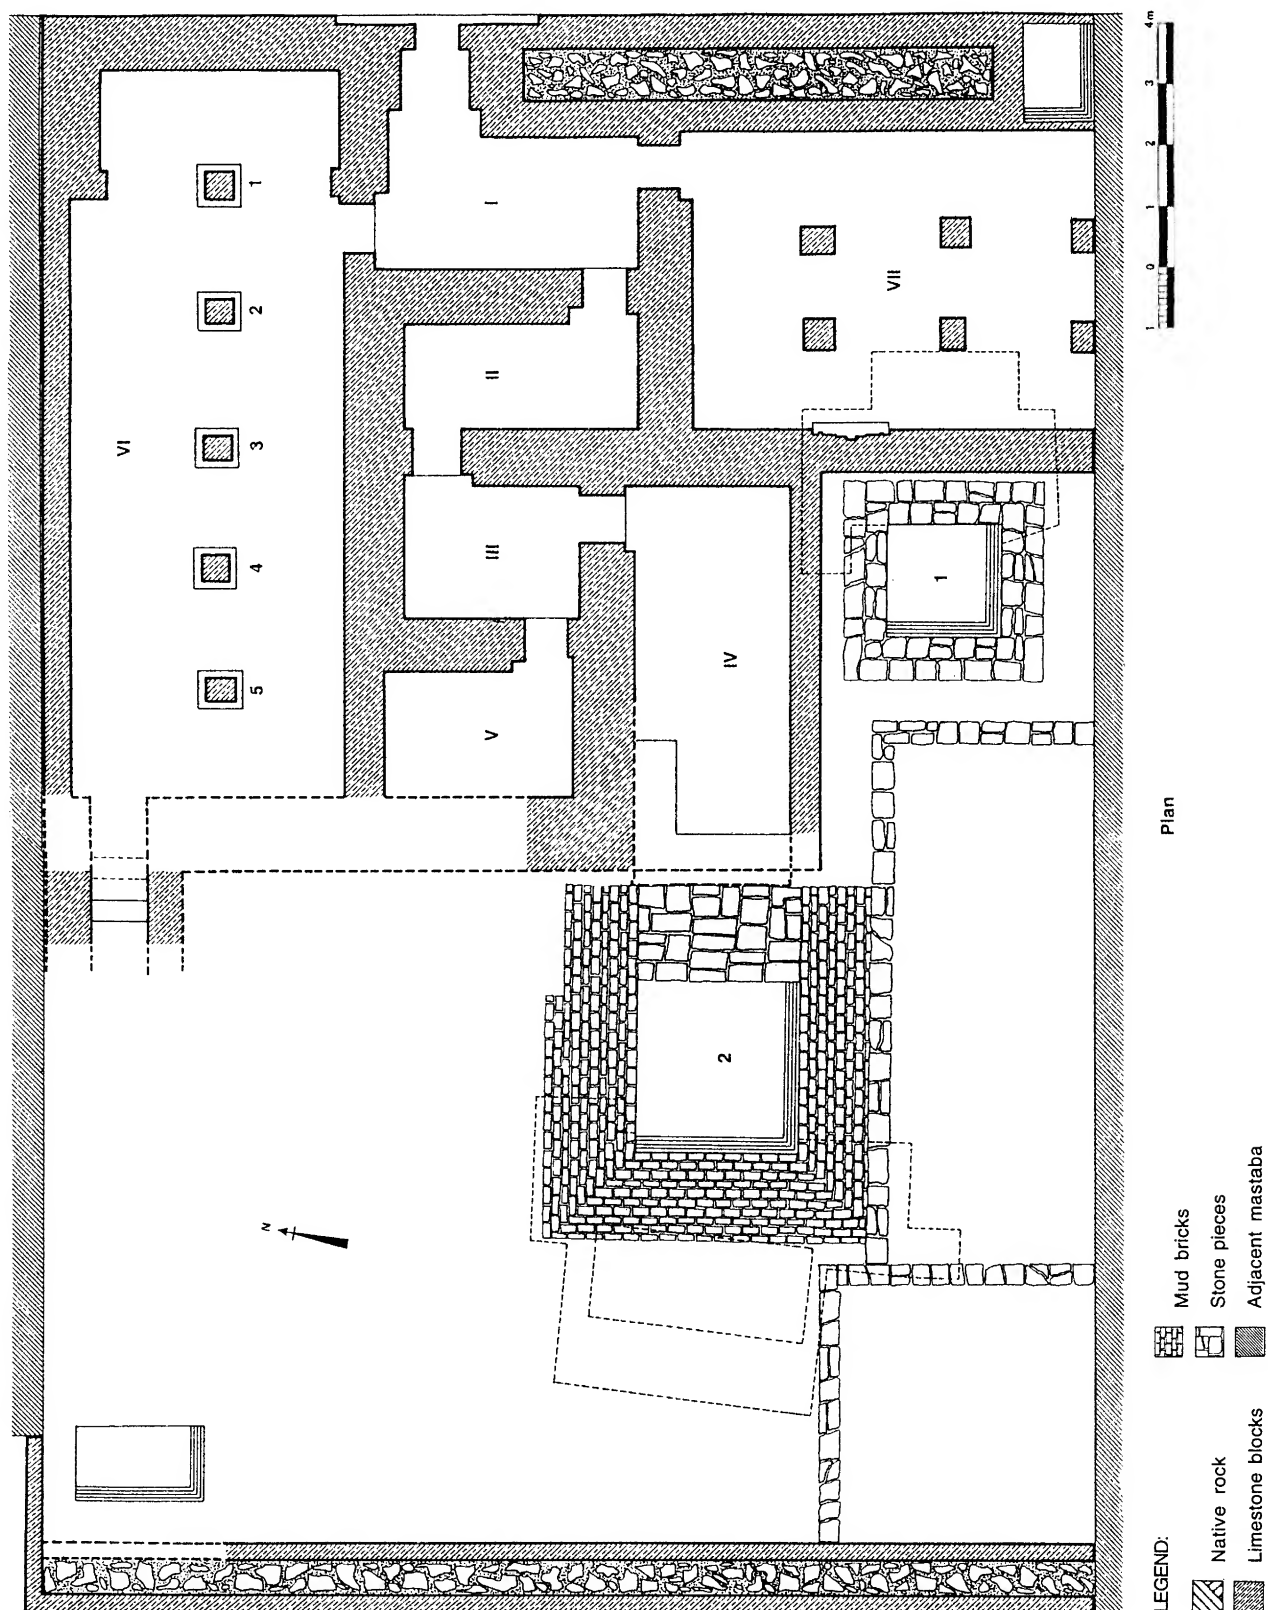 VI
1
2
3
4
5
I
II
III
IV
V
VII
1
2
N
4m
3
2
1
0
1
Plan
LEGEND:
Native rock
Limestone blocks
Mud bricks
Stone pieces
Adjacent mastaba